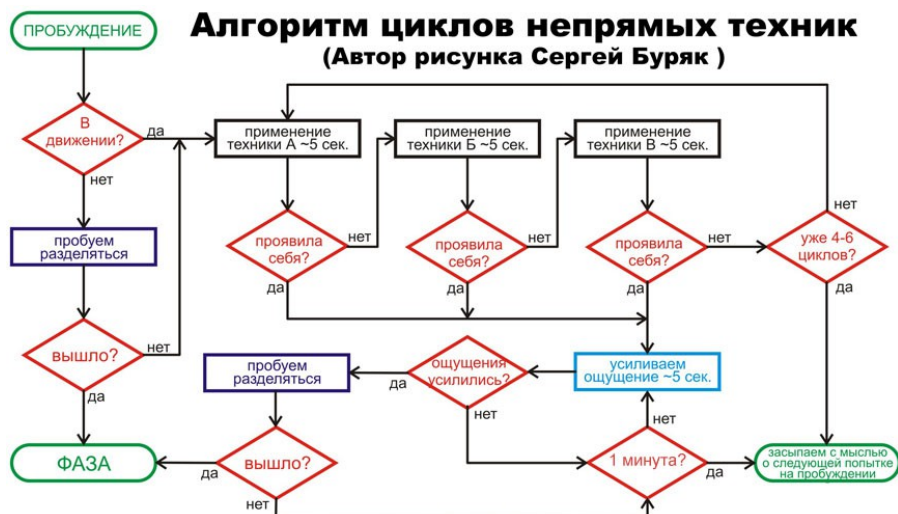 Алгоритм циклов непрямых техник
(Автор рисунка Сергей Буряк )
ПРОБУЖДЕНИЕ
В
движении?
да
нет
пробуем
разделяться
вышло?
нет
да
ФАЗА
применение
техники А ~5 сек.
проявила
себя?
нет
да
применение
техники Б ~5 сек.
проявила
себя?
нет
да
применение
техники В ~5 сек.
проявила
себя?
нет
да
уже 4-6
циклов?
нет
да
усиливаем
ощущение ~5 сек.
ощущения
усилились?
да
нет
пробуем
разделяться
вышло?
да
нет
1 минута?
нет
да
засыпаем с мыслью
о следующей попытке
на пробуждении